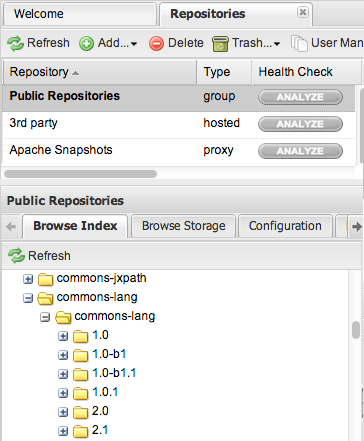 Welcome Repositories
Refresh Add... Delete Trash... User Man
Repository Type Health Check
Public Repositories group ANALYZE
3rd party hosted ANALYZE
Apache Snapshots proxy ANALYZE
Public Repositories
Browse Index Browse Storage Configuration
Refresh
commons-jxpath
commons-lang
commons-lang
1.0
1.0-b1
1.0-b1.1
1.0.1
2.0
2.1